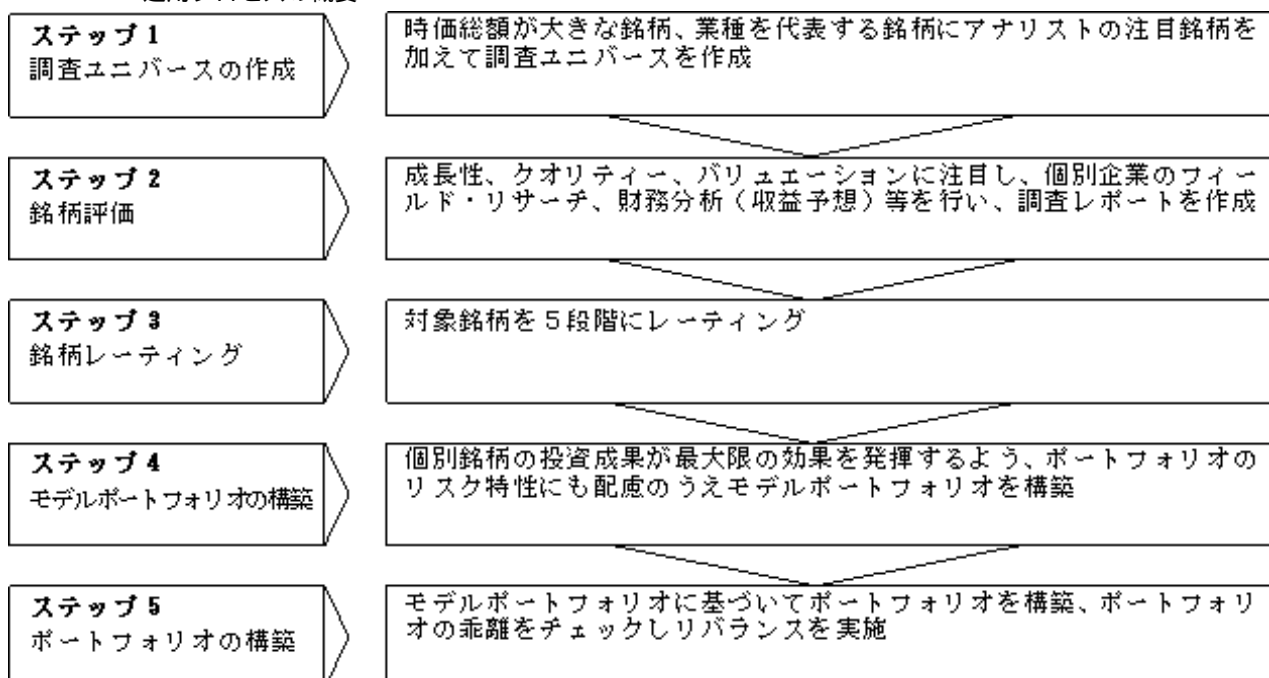 ステップ1
調査ユニバースの作成
時価総額が大きな銘柄、業種を代表する銘柄にアナリストの注目銘柄を
加えて調査ユニバースを作成
ステップ2
銘柄評価
成長性、クオリティー、バリュエーションに注目し、個別企業のフィー
ルド・リサーチ、財務分析（収益予想）等を行い、調査レポートを作成
ステップ3
銘柄レーティング
対象銘柄を5段階にレーティング
ステップ4
モデルポートフォリオの構築
個別銘柄の投資成果が最大限の効果を発揮するよう、ポートフォリオの
リスク特性にも配慮のうえモデルポートフォリオを構築
ステップ5
ポートフォリオの構築
モデルポートフォリオに基づいてポートフォリオを構築、ポートフォリ
オの乖離をチェックしリバランスを実施